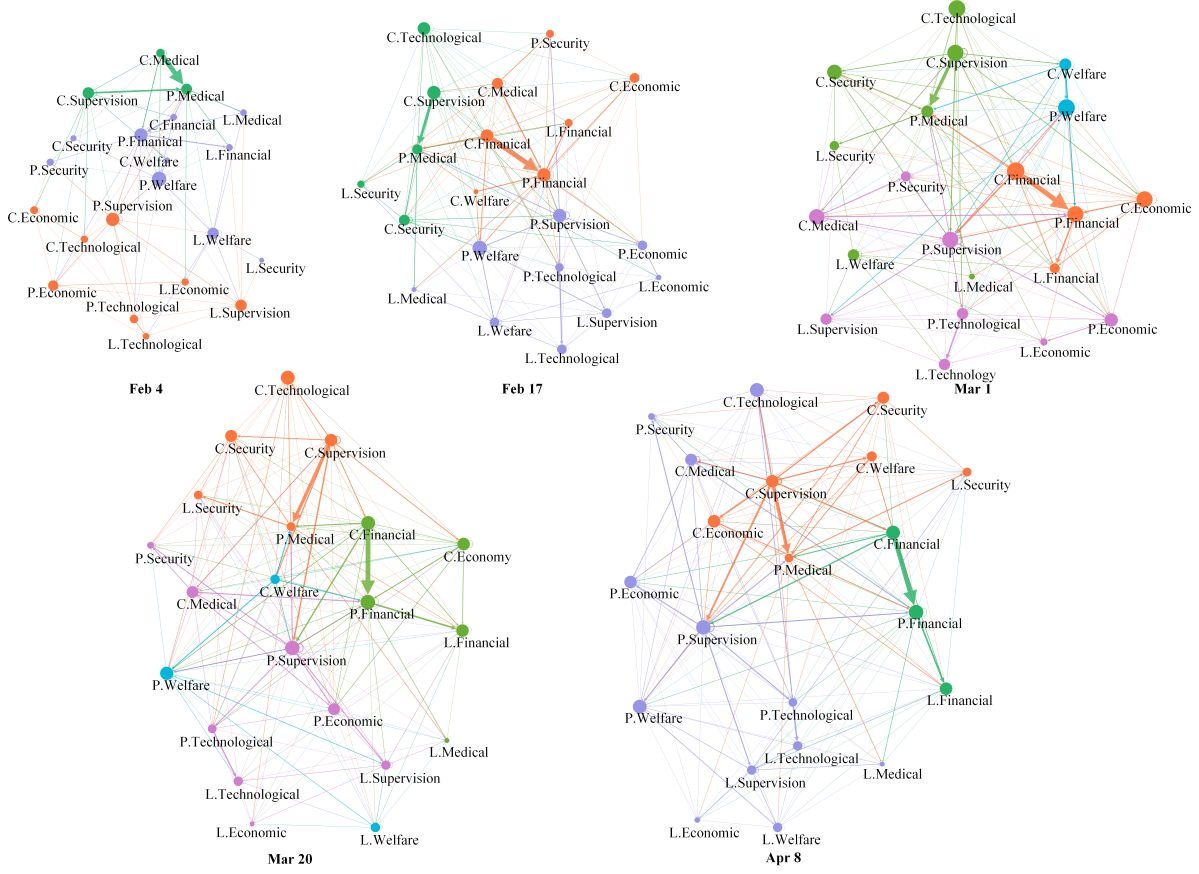 C.Medical
P.Medical
C.Supervision
C.Financial
L.Medical
P.Finanical
C.Security
L.Financial
C.Welfare
P.Security
P.Welfare
P.Supervision
C.Economic
L.Welfare
C.Technological
L.Security
P.Economic
L.Economic
P.Technological
L.Supervision
L.Technological
Feb 4
C.Technological
P.Security
C.Economic
C.Medical
C.Supervision
L.Financial
C.Finanical
P.Medical
P.Financial
L.Security
C.Welfare
C.Security
P.Supervision
P.Welfare
P.Economic
P.Technological
L.Economic
L.Medical
L.Supervision
L.Wefare
L.Technological
Feb 17
C.Technological
C.Supervision
C.Welfare
C.Security
P.Welfare
P.Medical
L.Security
C.Financial
P.Security
C.Economic
P.Financial
C.Medical
P.Supervision
L.Welfare
L.Financial
L.Medical
L.Supervision
P.Technological
P.Economic
L.Economic
L.Technology
Mar 1
C.Technological
C.Security
C.Supervision
L.Security
P.Medical
C.Financial
P.Security
C.Economy
C.Welfare
C.Medical
P.Financial
L.Financial
P.Supervision
P.Welfare
P.Economic
P.Technological
L.Medical
L.Supervision
L.Technological
L.Economic
L.Welfare
Mar 20
C.Technological
C.Security
P.Security
C.Medical
C.Welfare
L.Security
C.Supervision
C.Economic
C.Financial
P.Medical
P.Economic
P.Financial
P.Supervision
L.Financial
P.Welfare
P.Technological
L.Technological
L.Supervision
L.Medical
L.Economic
L.Welfare
Apr 8